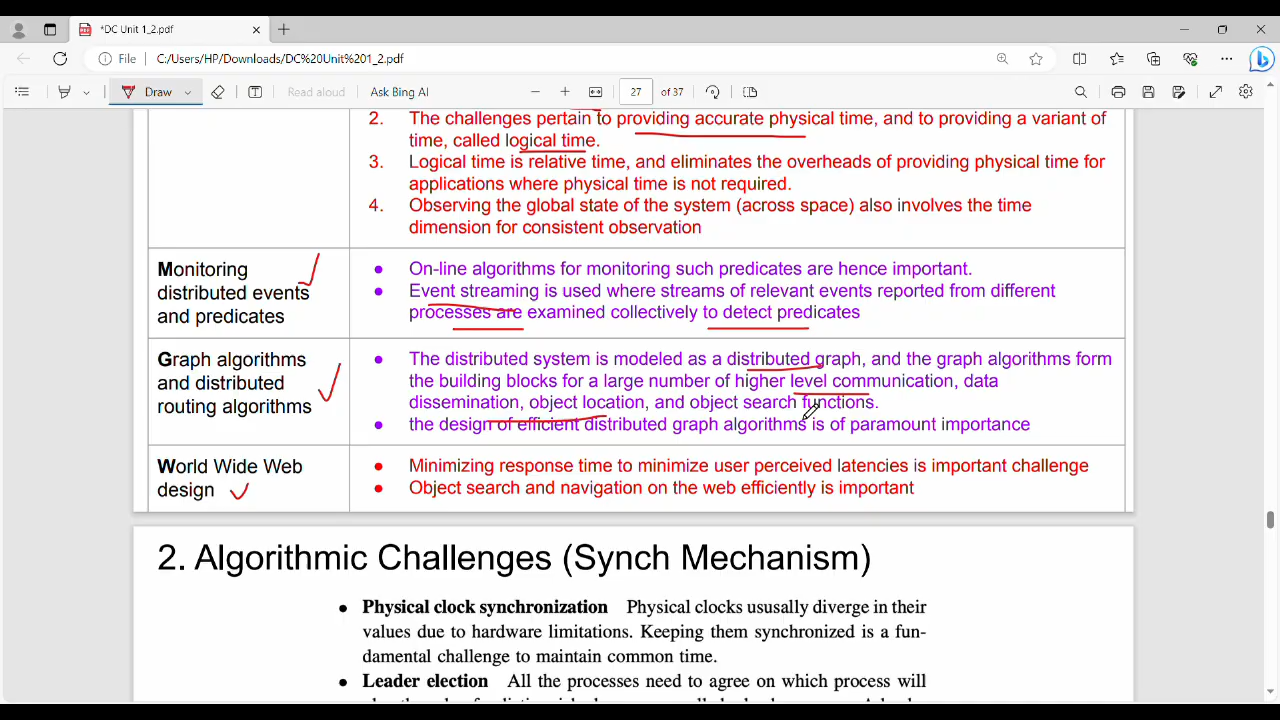 *DC Unit 1_2.pdf
File
C:/Users/HP/Downloads/DC%20Unit%201_2.pdf
Draw
Read aloud
Ask Bing AI
27
of 37
2. The challenges pertain to providing accurate physical time, and to providing a variant of
time, called logical time.
3. Logical time is relative time, and eliminates the overheads of providing physical time for
applications where physical time is not required.
4. Observing the global state of the system (across space) also involves the time
dimension for consistent observation
Monitoring
distributed events
and predicates
● On-line algorithms for monitoring such predicates are hence important.
● Event streaming is used where streams of relevant events reported from different
processes are examined collectively to detect predicates
Graph algorithms
and distributed
routing algorithms
● The distributed system is modeled as a distributed graph, and the graph algorithms form
the building blocks for a large number of higher level communication, data
dissemination, object location, and object search functions.
● the design of efficient distributed graph algorithms is of paramount importance
World Wide Web
design
● Minimizing response time to minimize user perceived latencies is important challenge
● Object search and navigation on the web efficiently is important
2. Algorithmic Challenges (Synch Mechanism)
● Physical clock synchronization Physical clocks ususally diverge in their
values due to hardware limitations. Keeping them synchronized is a fun-
damental challenge to maintain common time.
● Leader election All the processes need to agree on which process will